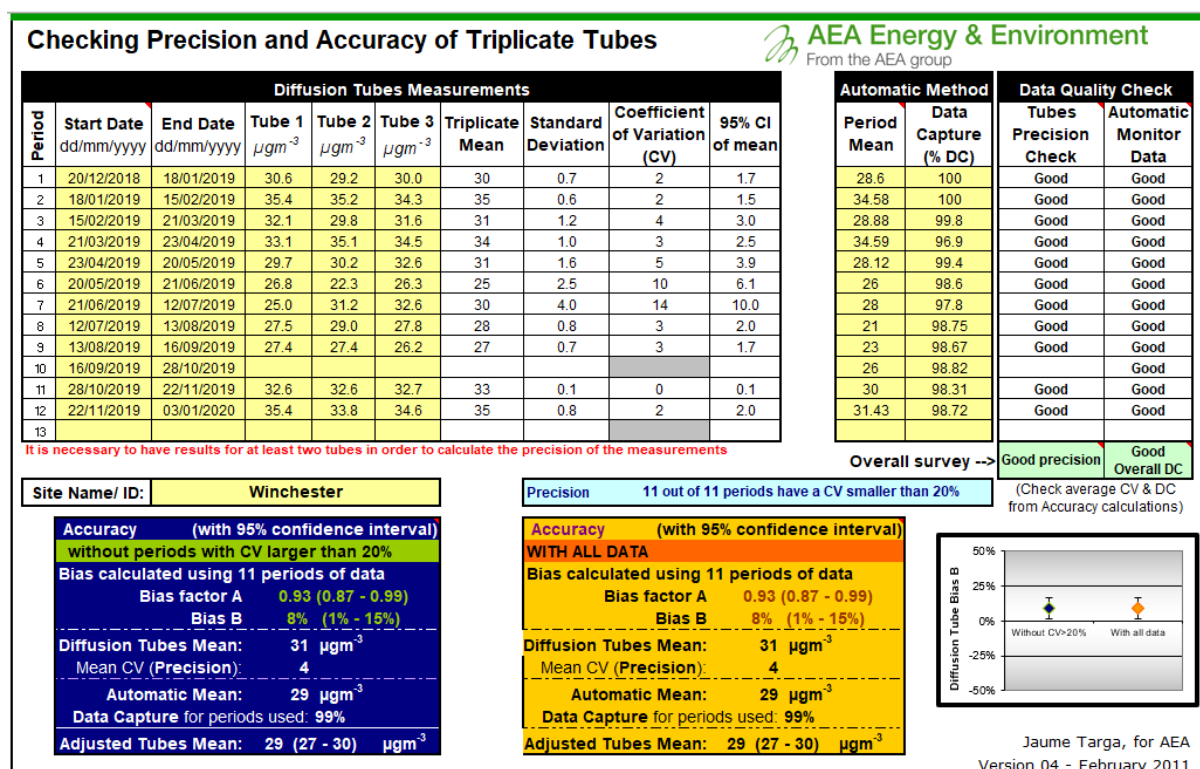 Checking Precision and Accuracy of Triplicate Tubes
AEA Energy & Environment
From the AEA group
Diffusion Tubes Measurements
Automatic Method
Data Quality Check
Period
Start Date dd/mm/yyyy
End Date dd/mm/yyyy
Tube 1 µgm⁻³
Tube 2 µgm⁻³
Tube 3 µgm⁻³
Triplicate Mean
Standard Deviation
Coefficient of Variation (CV)
95% CI of mean
Period Mean
Data Capture (% DC)
Tubes Precision Check
Automatic Monitor Data
1 20/12/2018 18/01/2019 30.6 29.2 30.0 30 0.7 2 1.7 28.6 100 Good Good
2 18/01/2019 15/02/2019 35.4 35.2 34.3 35 0.6 2 1.5 34.58 100 Good Good
3 15/02/2019 21/03/2019 32.1 29.8 31.6 31 1.2 4 3.0 28.88 99.8 Good Good
4 21/03/2019 23/04/2019 33.1 35.1 34.5 34 1.0 3 2.5 34.59 96.9 Good Good
5 23/04/2019 20/05/2019 29.7 30.2 32.6 31 1.6 5 3.9 28.12 99.4 Good Good
6 20/05/2019 21/06/2019 26.8 22.3 26.3 25 2.5 10 6.1 26 98.6 Good Good
7 21/06/2019 12/07/2019 25.0 31.2 32.6 30 4.0 14 10.0 28 97.8 Good Good
8 12/07/2019 13/08/2019 27.5 29.0 27.8 28 0.8 3 2.0 21 98.75 Good Good
9 13/08/2019 16/09/2019 27.4 27.4 26.2 27 0.7 3 1.7 23 98.67 Good Good
10 16/09/2019 28/10/2019 26 98.82 Good
11 28/10/2019 22/11/2019 32.6 32.6 32.7 33 0.1 0 0.1 30 98.31 Good Good
12 22/11/2019 03/01/2020 35.4 33.8 34.6 35 0.8 2 2.0 31.43 98.72 Good Good
13
It is necessary to have results for at least two tubes in order to calculate the precision of the measurements
Overall survey --> Good precision Good Overall DC
Site Name/ ID: Winchester
Precision 11 out of 11 periods have a CV smaller than 20%
(Check average CV & DC
from Accuracy calculations)
Accuracy (with 95% confidence interval)
without periods with CV larger than 20%
Bias calculated using 11 periods of data
Bias factor A 0.93 (0.87 - 0.99)
Bias B 8% (1% - 15%)
Diffusion Tubes Mean: 31 µgm⁻³
Mean CV (Precision): 4
Automatic Mean: 29 µgm⁻³
Data Capture for periods used: 99%
Adjusted Tubes Mean: 29 (27 - 30) µgm⁻³
Accuracy (with 95% confidence interval)
WITH ALL DATA
Bias calculated using 11 periods of data
Bias factor A 0.93 (0.87 - 0.99)
Bias B 8% (1% - 15%)
Diffusion Tubes Mean: 31 µgm⁻³
Mean CV (Precision): 4
Automatic Mean: 29 µgm⁻³
Data Capture for periods used: 99%
Adjusted Tubes Mean: 29 (27 - 30) µgm⁻³
Diffusion Tube Bias B
50%
25%
0%
-25%
-50%
Without CV>20%
With all data
Jaume Targa, for AEA
Version 04 - February 2011